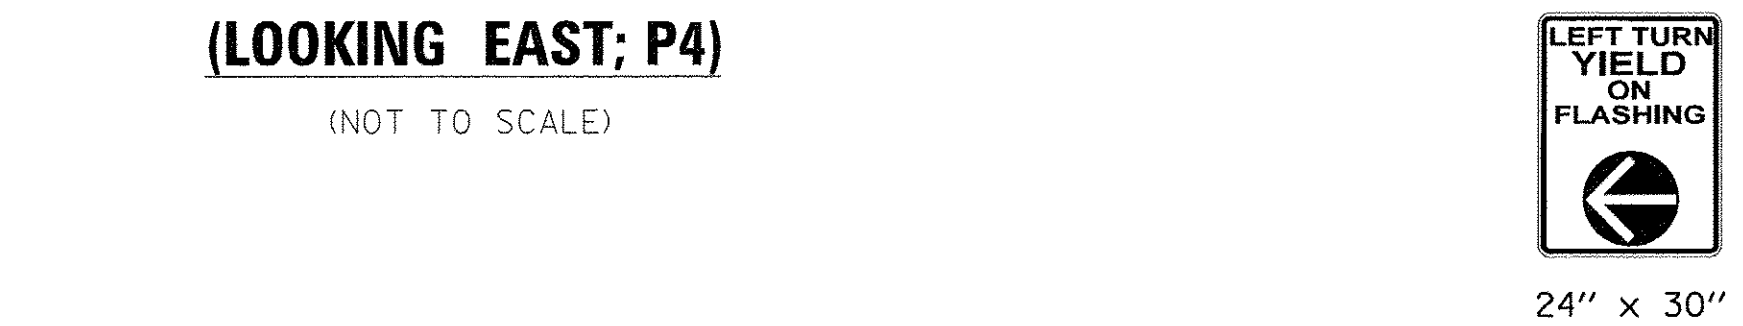 (LOOKING EAST; P4)
(NOT TO SCALE)
LEFT TURN
YIELD
ON
FLASHING
24" x 30"